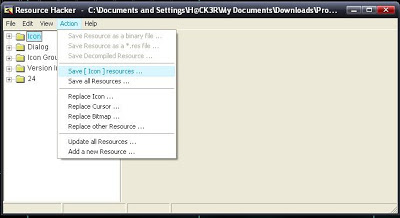 Resource Hacker - C:\Documents and Settings\H@CK3R\My Documents\Downloads\Pro...
File Edit View Action Help
Icon
Dialog
Icon Grou
Version In
24
Save Resource as a binary file ...
Save Resource as a *.res file ...
Save Decompiled Resource ...
Save [ Icon ] resources ...
Save all Resources ...
Replace Icon ...
Replace Cursor ...
Replace Bitmap ...
Replace other Resource ...
Update all Resources ...
Add a new Resource ...